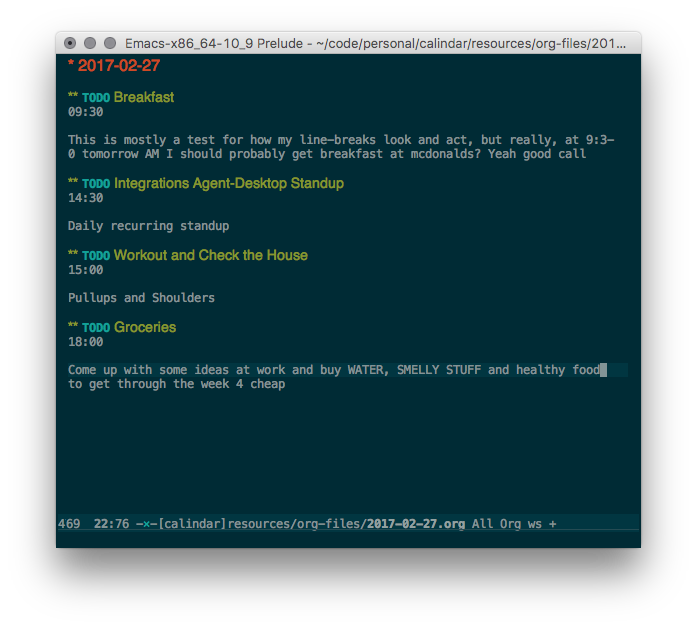 Emacs-x86_64-10_9 Prelude - ~/code/personal/calindar/resources/org-files/201...
* 2017-02-27
** TODO Breakfast
09:30
This is mostly a test for how my line-breaks look and act, but really, at 9:3-
0 tomorrow AM I should probably get breakfast at mcdonalds? Yeah good call
** TODO Integrations Agent-Desktop Standup
14:30
Daily recurring standup
** TODO Workout and Check the House
15:00
Pullups and Shoulders
** TODO Groceries
18:00
Come up with some ideas at work and buy WATER, SMELLY STUFF and healthy food
to get through the week 4 cheap
469 22:76 -×-[calindar]resources/org-files/2017-02-27.org All Org ws +